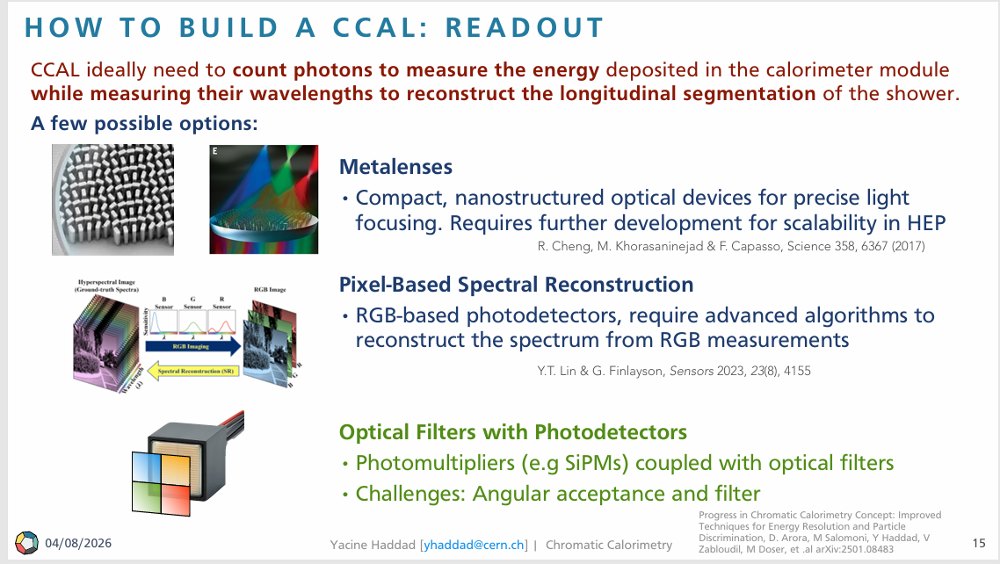 HOW TO BUILD A CCAL: READOUT
CCAL ideally need to count photons to measure the energy deposited in the calorimeter module
while measuring their wavelengths to reconstruct the longitudinal segmentation of the shower.
A few possible options:
E
Metalenses
• Compact, nanostructured optical devices for precise light
focusing. Requires further development for scalability in HEP
R. Cheng, M. Khorasaninejad & F. Capasso, Science 358, 6367 (2017)
Hyperspectral Image
(Ground-truth Spectra)
RGB Image
B
Sensor
G
Sensor
R
Sensor
Sensitivity
λ
λ
λ
RGB Imaging
Spectral Reconstruction (SR)
Wavelength
(λ)
R
G
B
Pixel-Based Spectral Reconstruction
• RGB-based photodetectors, require advanced algorithms to
reconstruct the spectrum from RGB measurements
Y.T. Lin & G. Finlayson, Sensors 2023, 23(8), 4155
Optical Filters with Photodetectors
• Photomultipliers (e.g SiPMs) coupled with optical filters
• Challenges: Angular acceptance and filter
Progress in Chromatic Calorimetry Concept: Improved
Techniques for Energy Resolution and Particle
Discrimination, D. Arora, M Salomoni, Y Haddad, V
Zabloudil, M Doser, et .al arXiv:2501.08483
04/08/2026
Yacine Haddad [yhaddad@cern.ch] | Chromatic Calorimetry
15